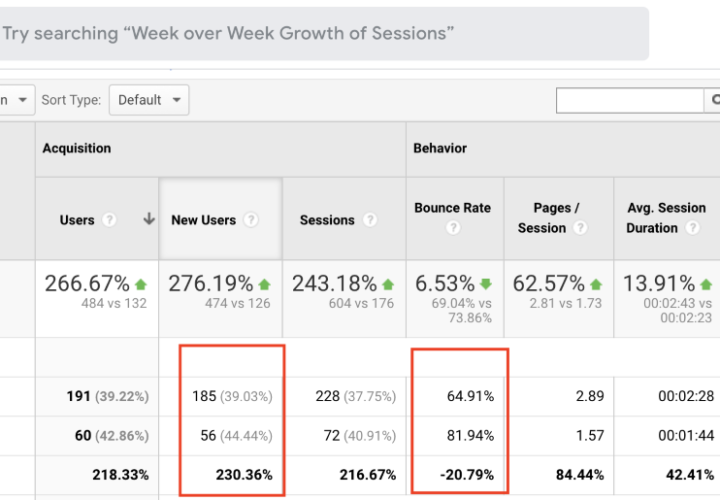 Try searching “Week over Week Growth of Sessions”
n Sort Type: Default
Acquisition Behavior
Users ? New Users ? Sessions ? Bounce Rate ? Pages / Session ? Avg. Session Duration ?
266.67% 276.19% 243.18% 6.53% 62.57% 13.91%
484 vs 132 474 vs 126 604 vs 176 69.04% vs 73.86% 2.81 vs 1.73 00:02:43 vs 00:02:23
191 (39.22%) 185 (39.03%) 228 (37.75%) 64.91% 2.89 00:02:28
60 (42.86%) 56 (44.44%) 72 (40.91%) 81.94% 1.57 00:01:44
218.33% 230.36% 216.67% -20.79% 84.44% 42.41%